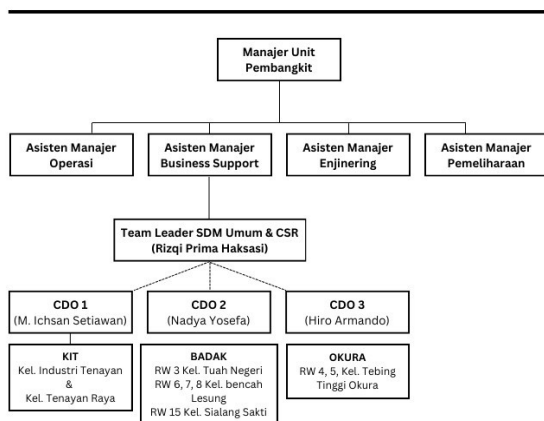 Manajer Unit
Pembangkit
Asisten Manajer
Operasi
Asisten Manajer
Business Support
Asisten Manajer
Enjinering
Asisten Manajer
Pemeliharaan
Team Leader SDM Umum & CSR
(Rizqi Prima Haksasi)
CDO 1
(M. Ichsan Setiawan)
CDO 2
(Nadya Yosefa)
CDO 3
(Hiro Armando)
KIT
Kel. Industri Tenayan
&
Kel. Tenayan Raya
BADAK
RW 3 Kel. Tuah Negeri
RW 6, 7, 8 Kel. bencah
Lesung
RW 15 Kel. Sialang Sakti
OKURA
RW 4, 5, Kel. Tebing
Tinggi Okura